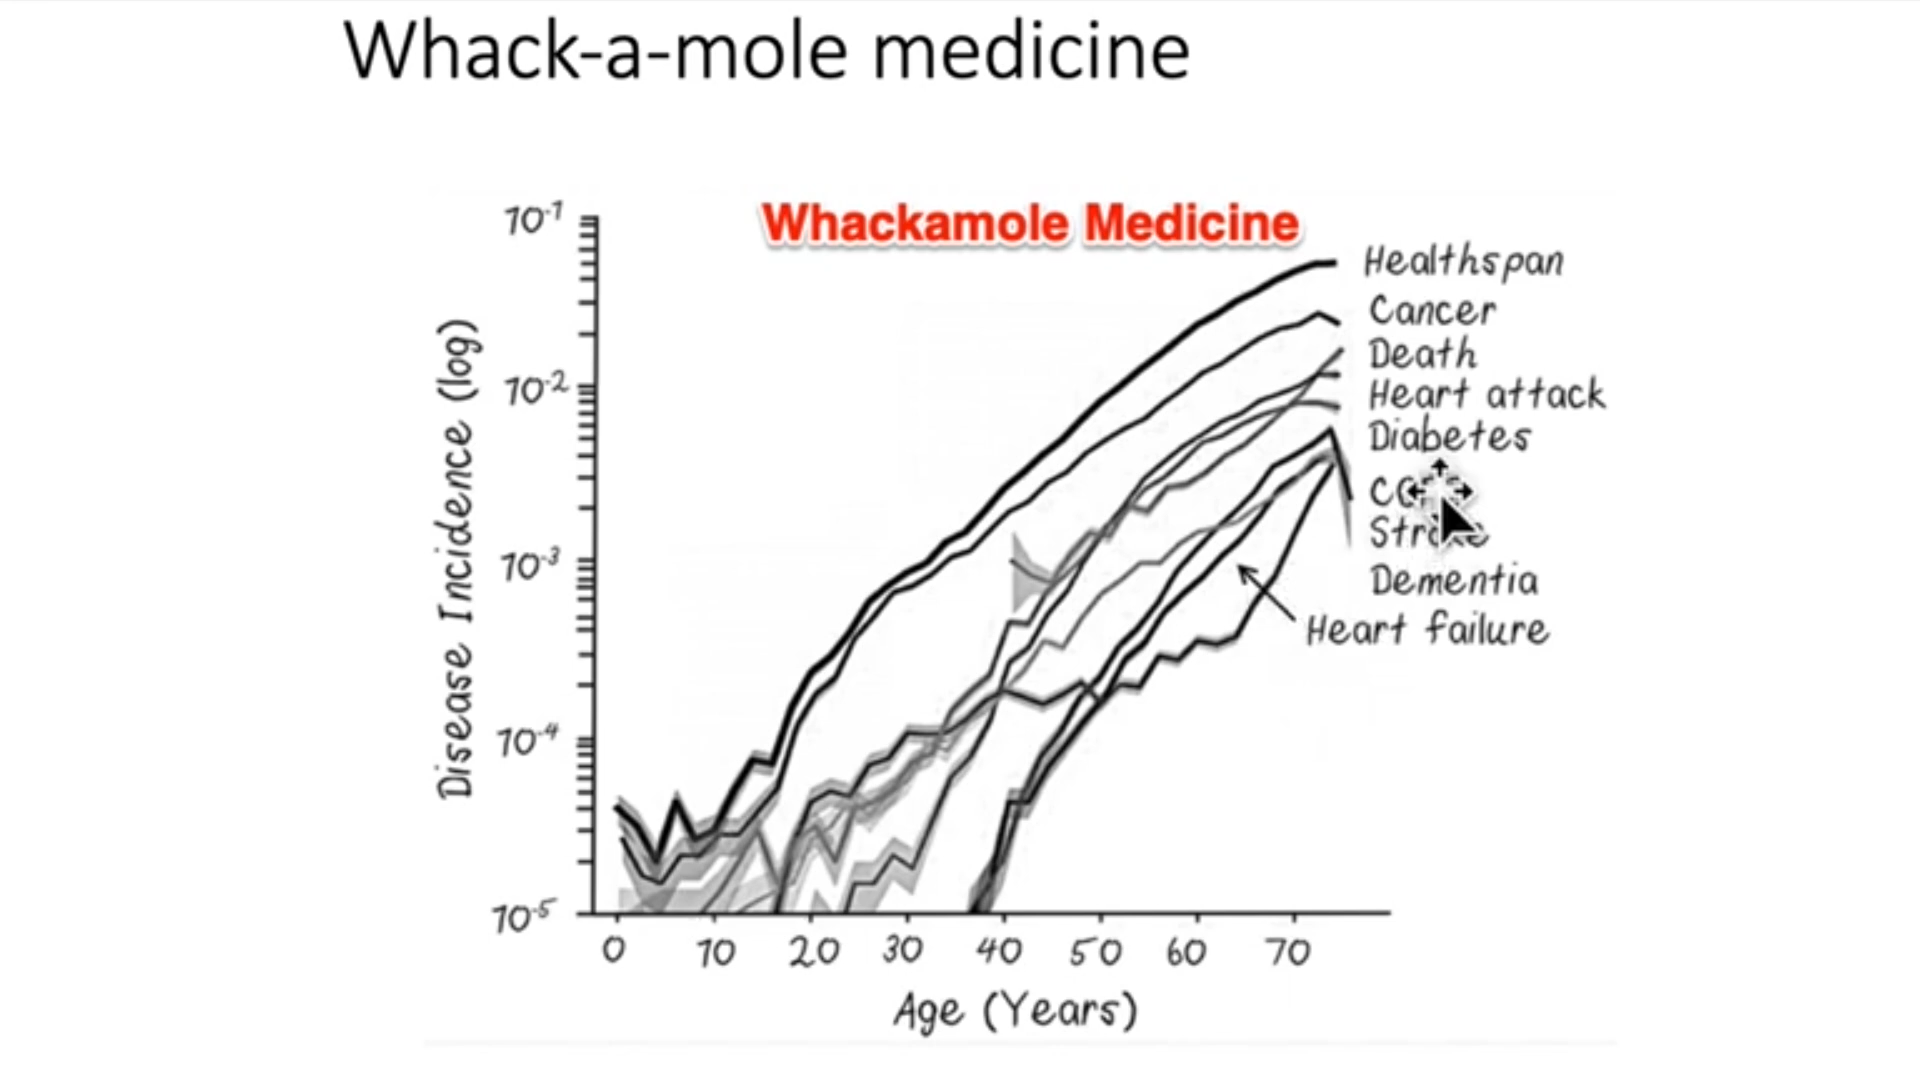 Whack-a-mole medicine
Whackamole Medicine
10⁻¹
10⁻²
10⁻³
10⁻⁴
10⁻⁵
Disease Incidence (log)
Healthspan
Cancer
Death
Heart attack
Diabetes
Stroke
Dementia
Heart failure
0 10 20 30 40 50 60 70
Age (Years)